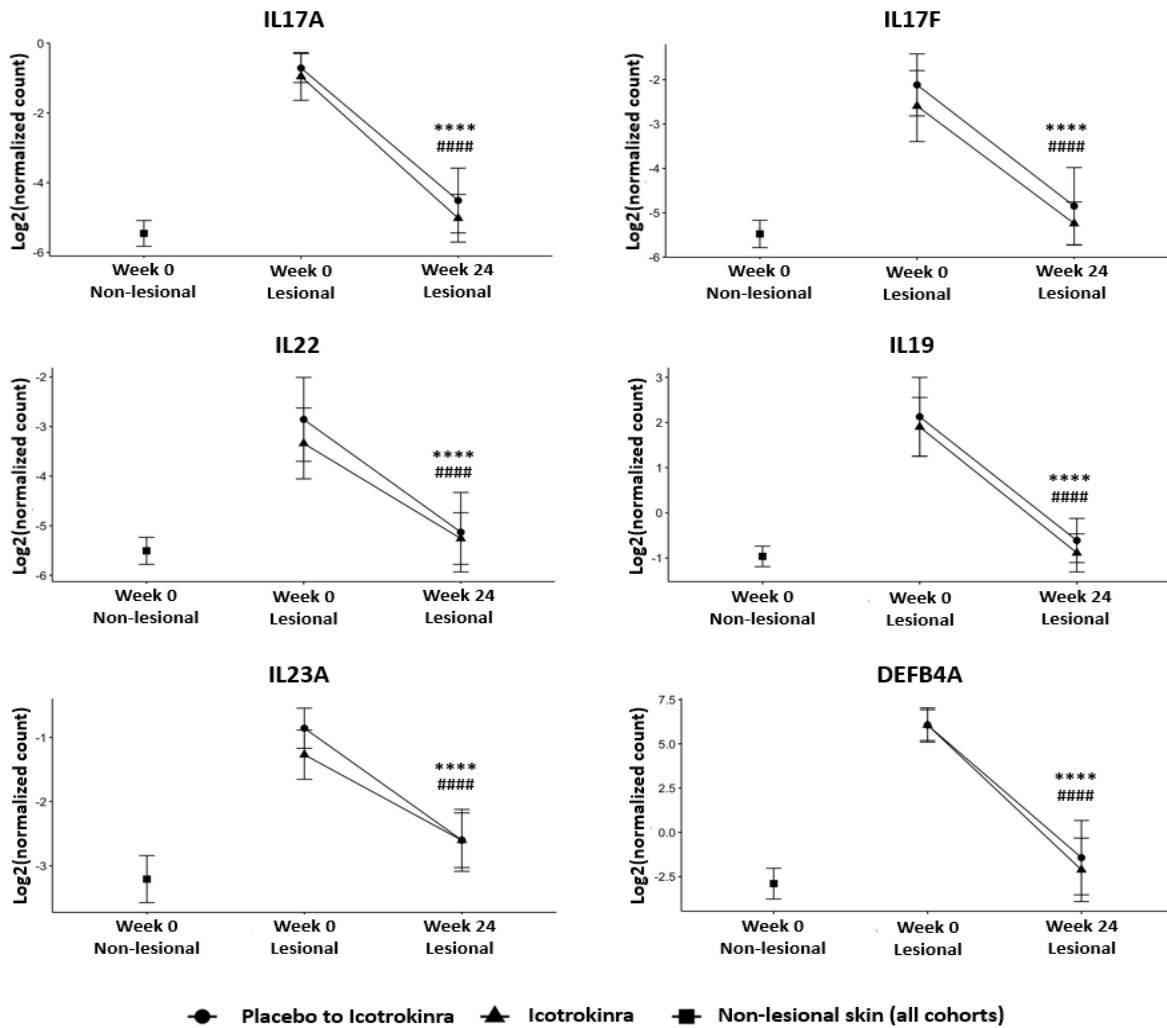 IL17A
Log2(normalized count)
0
-2
-4
-6
****
####
Week 0
Non-lesional
Week 0
Lesional
Week 24
Lesional
IL17F
Log2(normalized count)
-2
-3
-4
-5
-6
****
####
Week 0
Non-lesional
Week 0
Lesional
Week 24
Lesional
IL22
Log2(normalized count)
-2
-3
-4
-5
-6
****
####
Week 0
Non-lesional
Week 0
Lesional
Week 24
Lesional
IL19
Log2(normalized count)
3
2
1
0
-1
****
####
Week 0
Non-lesional
Week 0
Lesional
Week 24
Lesional
IL23A
Log2(normalized count)
-1
-2
-3
****
####
Week 0
Non-lesional
Week 0
Lesional
Week 24
Lesional
DEFB4A
Log2(normalized count)
7.5
5.0
2.5
0.0
-2.5
****
####
Week 0
Non-lesional
Week 0
Lesional
Week 24
Lesional
Placebo to Icotrokinra
Icotrokinra
Non-lesional skin (all cohorts)